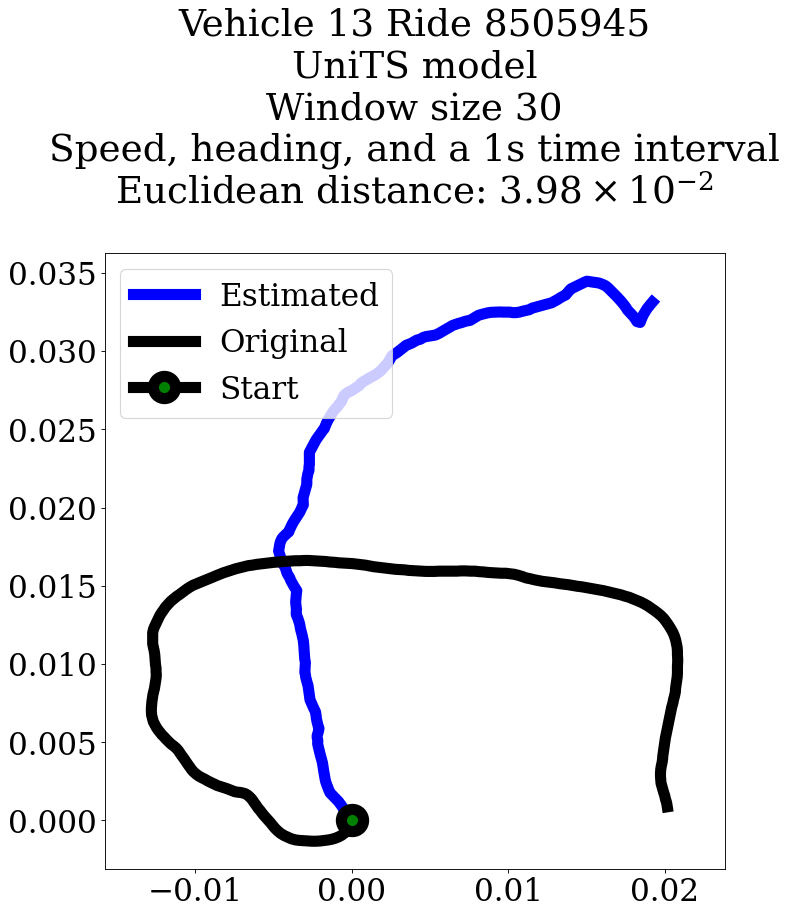 Vehicle 13 Ride 8505945
UniTS model
Window size 30
Speed, heading, and a 1s time interval
Euclidean distance: 3.98 × 10⁻²
0.035
0.030
0.025
0.020
0.015
0.010
0.005
0.000
Estimated
Original
Start
−0.01
0.00
0.01
0.02